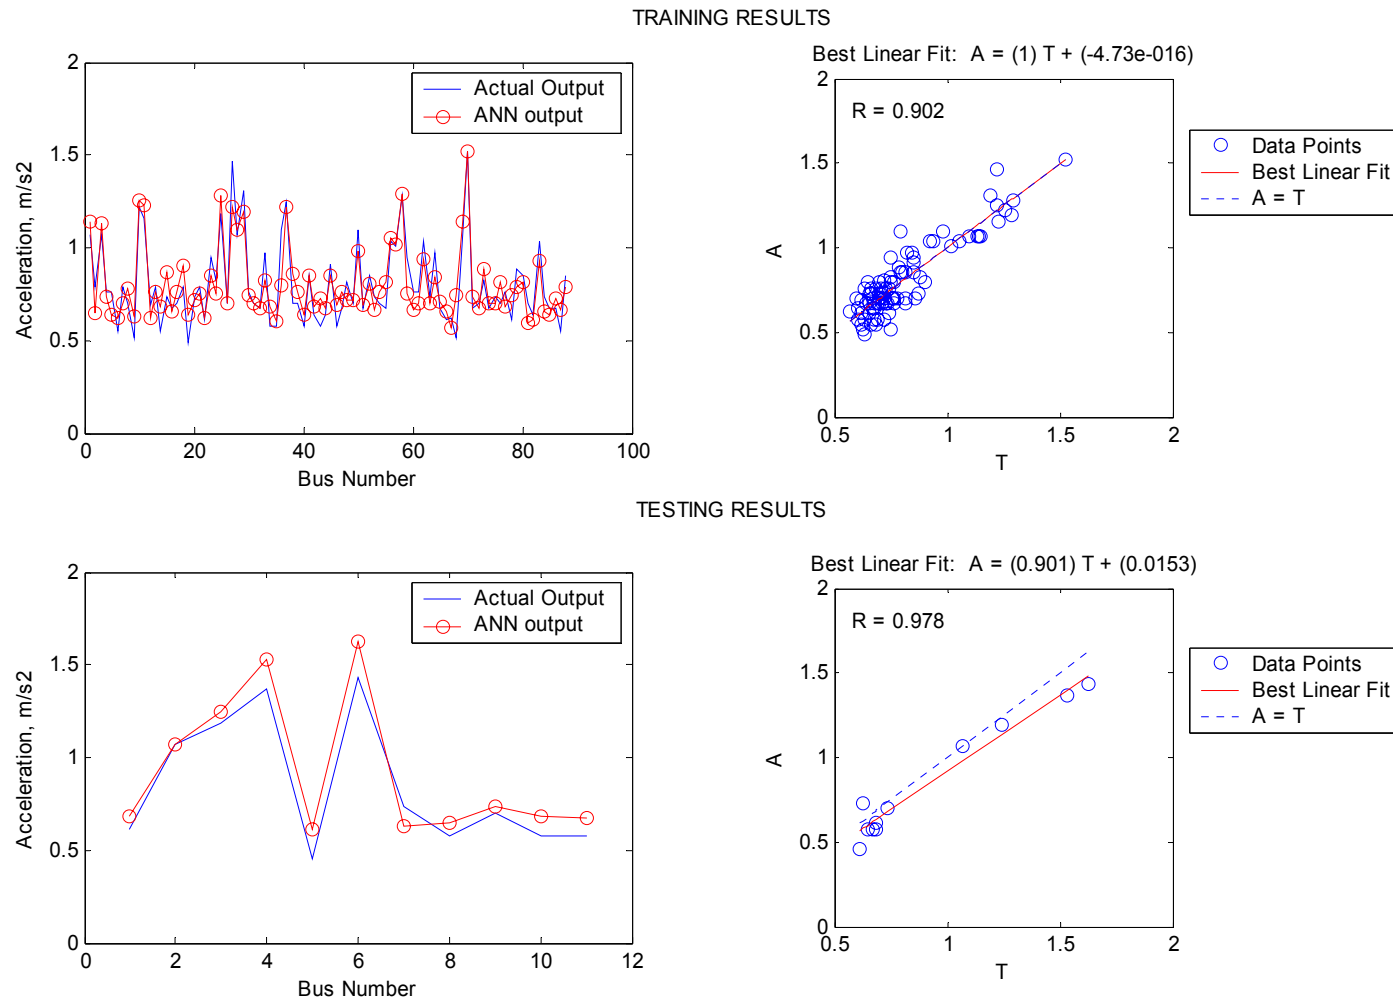 TRAINING RESULTS
Best Linear Fit: A = (1) T + (-4.73e-016)
2
1.5
1
0.5
0
Acceleration, m/s2
Actual Output
ANN output
0 20 40 60 80 100
Bus Number
2
1.5
1
0.5
0
A
R = 0.902
Data Points
Best Linear Fit
A = T
0.5 1 1.5 2
T
TESTING RESULTS
Best Linear Fit: A = (0.901) T + (0.0153)
2
1.5
1
0.5
0
Acceleration, m/s2
Actual Output
ANN output
0 2 4 6 8 10 12
Bus Number
2
1.5
1
0.5
0
A
R = 0.978
Data Points
Best Linear Fit
A = T
0.5 1 1.5 2
T